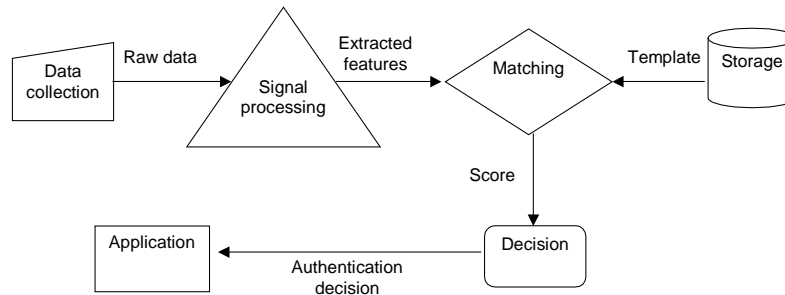 Data
collection
Raw data
Signal
processing
Extracted
features
Matching
Template
Storage
Score
Application
Authentication
decision
Decision